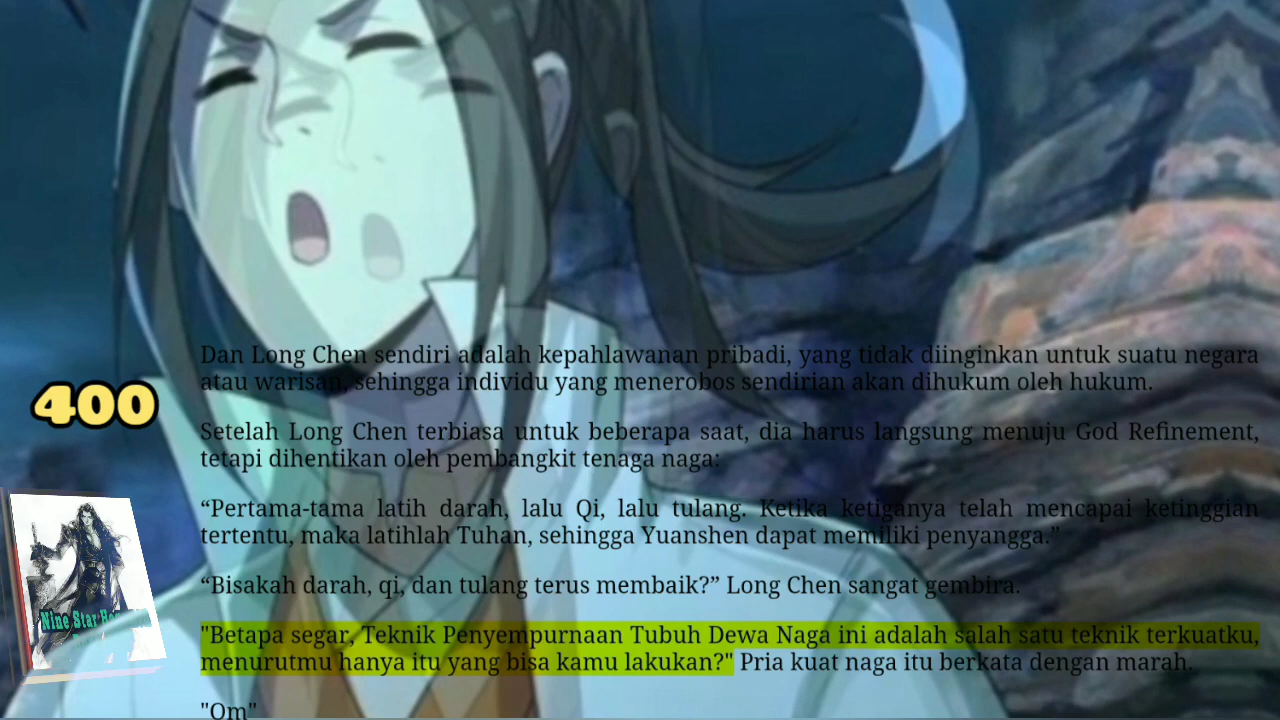 Dan Long Chen sendiri adalah kepahlawanan pribadi, yang tidak diinginkan untuk suatu negara
atau warisan, sehingga individu yang menerobos sendirian akan dihukum oleh hukum.
400
Setelah Long Chen terbiasa untuk beberapa saat, dia harus langsung menuju God Refinement,
tetapi dihentikan oleh pembangkit tenaga naga:
“Pertama-tama latih darah, lalu Qi, lalu tulang. Ketika ketiganya telah mencapai ketinggian
tertentu, maka latihlah Tuhan, sehingga Yuanshen dapat memiliki penyangga.”
“Bisakah darah, qi, dan tulang terus membaik?” Long Chen sangat gembira.
Nine Star
"Betapa segar, Teknik Penyempurnaan Tubuh Dewa Naga ini adalah salah satu teknik terkuatku,
menurutmu hanya itu yang bisa kamu lakukan?" Pria kuat naga itu berkata dengan marah.
"Om"